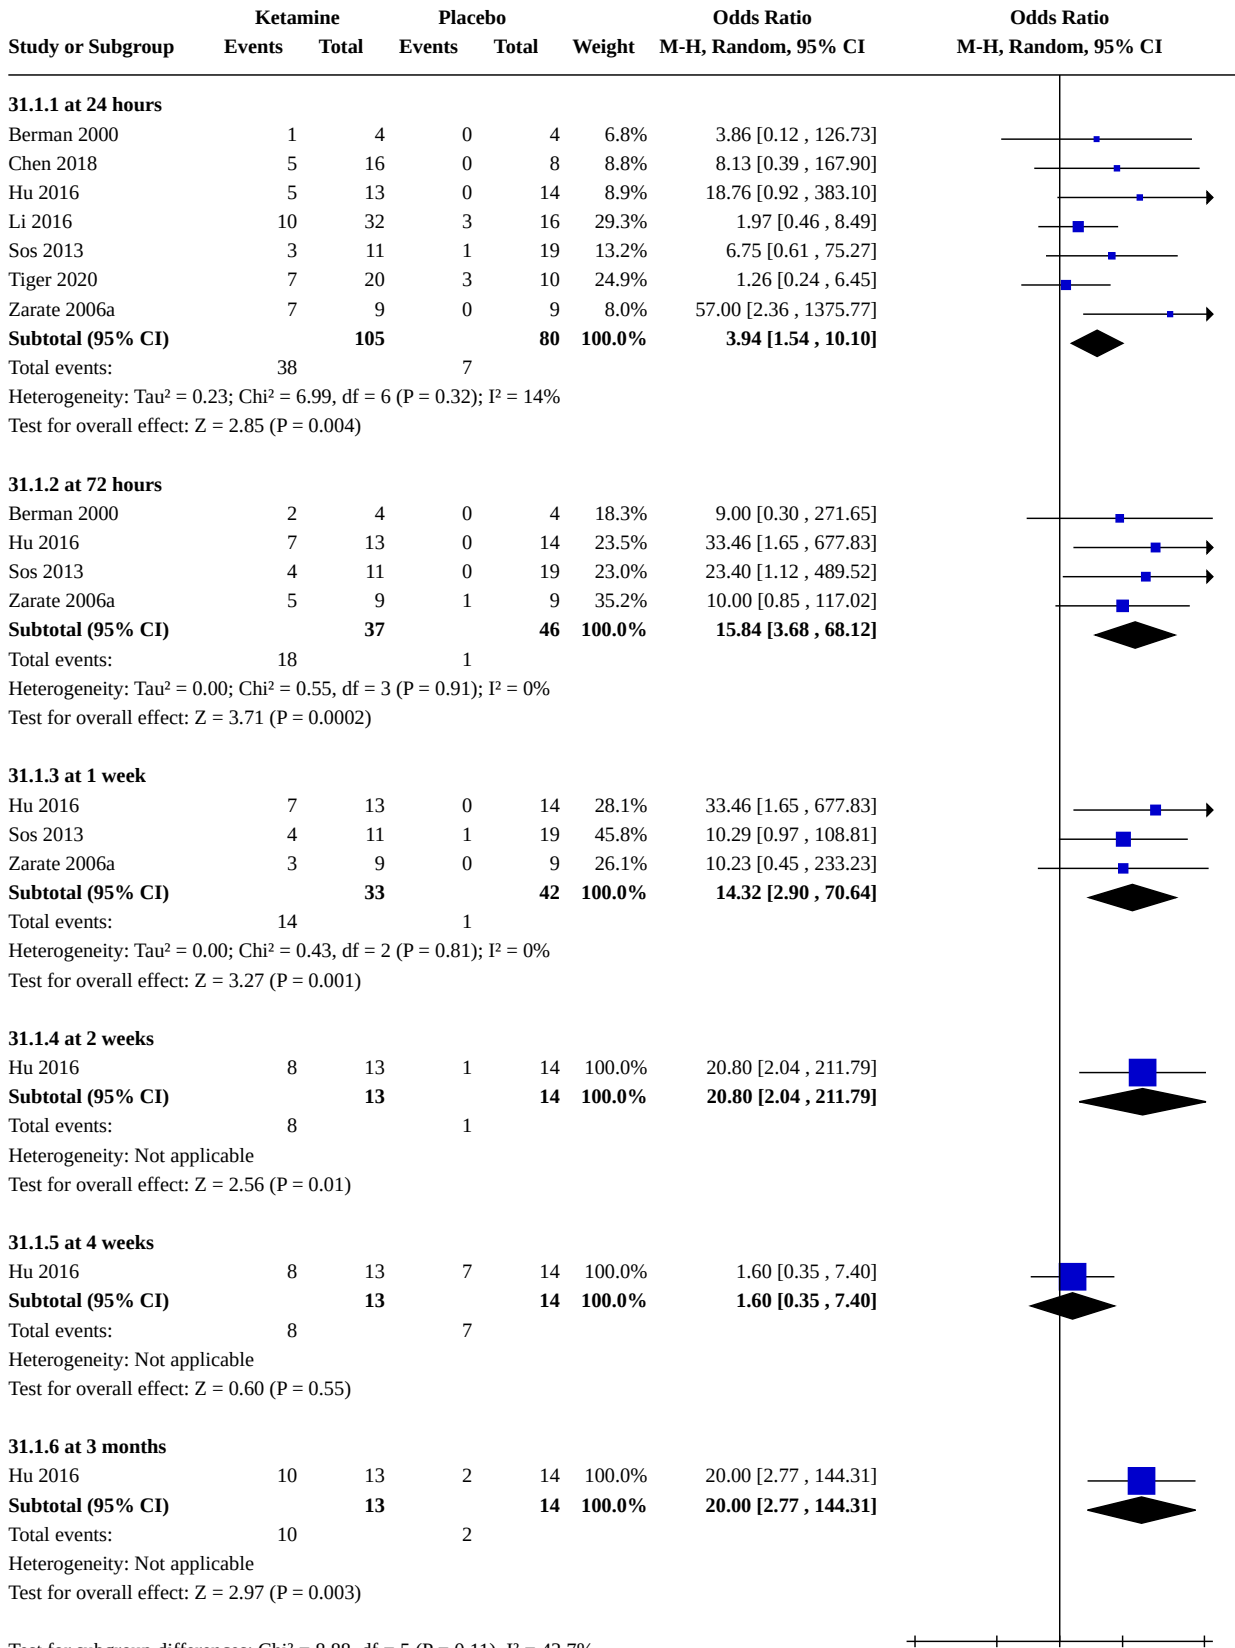 Ketamine Placebo Odds Ratio Odds Ratio
Study or Subgroup Events Total Events Total Weight M-H, Random, 95% CI M-H, Random, 95% CI
31.1.1 at 24 hours
Berman 2000 1 4 0 4 6.8% 3.86 [0.12 , 126.73]
Chen 2018 5 16 0 8 8.8% 8.13 [0.39 , 167.90]
Hu 2016 5 13 0 14 8.9% 18.76 [0.92 , 383.10]
Li 2016 10 32 3 16 29.3% 1.97 [0.46 , 8.49]
Sos 2013 3 11 1 19 13.2% 6.75 [0.61 , 75.27]
Tiger 2020 7 20 3 10 24.9% 1.26 [0.24 , 6.45]
Zarate 2006a 7 9 0 9 8.0% 57.00 [2.36 , 1375.77]
Subtotal (95% CI) 105 80 100.0% 3.94 [1.54 , 10.10]
Total events: 38 7
Heterogeneity: Tau² = 0.23; Chi² = 6.99, df = 6 (P = 0.32); I² = 14%
Test for overall effect: Z = 2.85 (P = 0.004)
31.1.2 at 72 hours
Berman 2000 2 4 0 4 18.3% 9.00 [0.30 , 271.65]
Hu 2016 7 13 0 14 23.5% 33.46 [1.65 , 677.83]
Sos 2013 4 11 0 19 23.0% 23.40 [1.12 , 489.52]
Zarate 2006a 5 9 1 9 35.2% 10.00 [0.85 , 117.02]
Subtotal (95% CI) 37 46 100.0% 15.84 [3.68 , 68.12]
Total events: 18 1
Heterogeneity: Tau² = 0.00; Chi² = 0.55, df = 3 (P = 0.91); I² = 0%
Test for overall effect: Z = 3.71 (P = 0.0002)
31.1.3 at 1 week
Hu 2016 7 13 0 14 28.1% 33.46 [1.65 , 677.83]
Sos 2013 4 11 1 19 45.8% 10.29 [0.97 , 108.81]
Zarate 2006a 3 9 0 9 26.1% 10.23 [0.45 , 233.23]
Subtotal (95% CI) 33 42 100.0% 14.32 [2.90 , 70.64]
Total events: 14 1
Heterogeneity: Tau² = 0.00; Chi² = 0.43, df = 2 (P = 0.81); I² = 0%
Test for overall effect: Z = 3.27 (P = 0.001)
31.1.4 at 2 weeks
Hu 2016 8 13 1 14 100.0% 20.80 [2.04 , 211.79]
Subtotal (95% CI) 13 14 100.0% 20.80 [2.04 , 211.79]
Total events: 8 1
Heterogeneity: Not applicable
Test for overall effect: Z = 2.56 (P = 0.01)
31.1.5 at 4 weeks
Hu 2016 8 13 7 14 100.0% 1.60 [0.35 , 7.40]
Subtotal (95% CI) 13 14 100.0% 1.60 [0.35 , 7.40]
Total events: 8 7
Heterogeneity: Not applicable
Test for overall effect: Z = 0.60 (P = 0.55)
31.1.6 at 3 months
Hu 2016 10 13 2 14 100.0% 20.00 [2.77 , 144.31]
Subtotal (95% CI) 13 14 100.0% 20.00 [2.77 , 144.31]
Total events: 10 2
Heterogeneity: Not applicable
Test for overall effect: Z = 2.97 (P = 0.003)
Test for subgroup differences: Chi² = 8.88, df = 5 (P = 0.11), I² = 43.7%